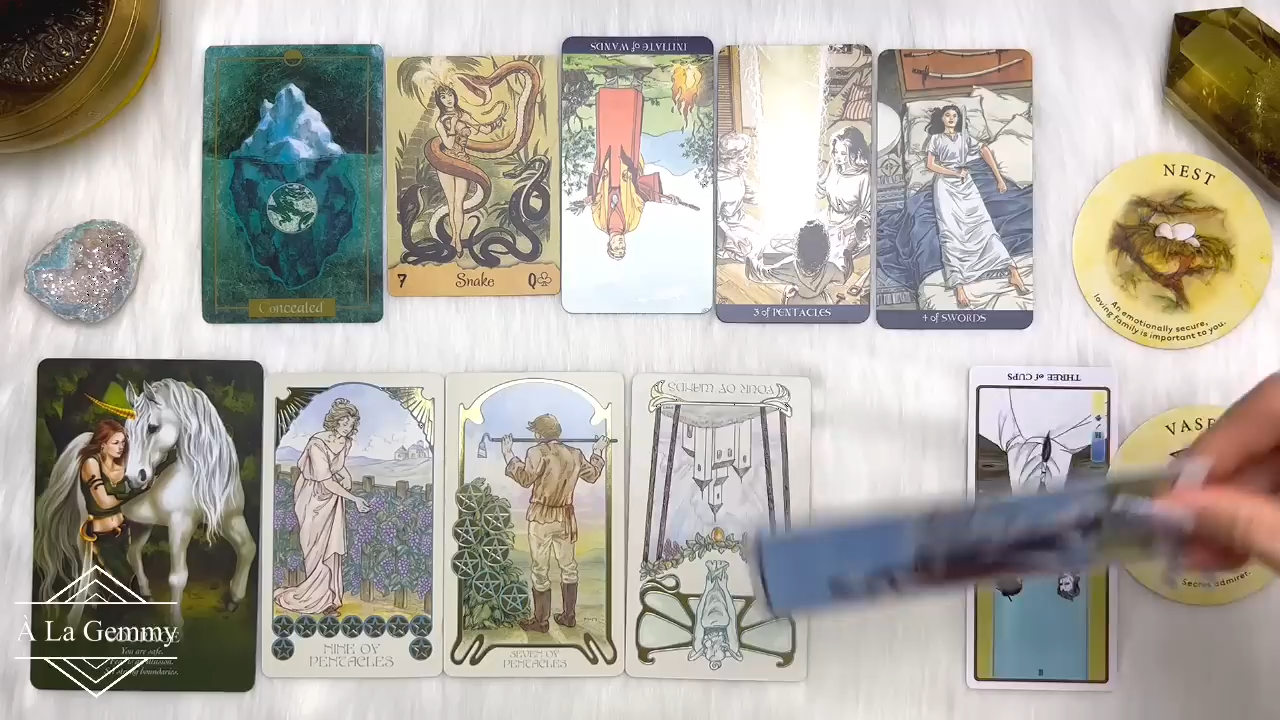 INITIATE of WANDS
NEST
An emotionally secure,
loving family is important to you.
Concealed
7 Snake Q
3 of PENTACLES
4 of SWORDS
THREE of CUPS
FOUR OF WANDS
VASE
Secret admirer.
NINE OF
PENTACLES
SEVEN OF
PENTACLES
À La Gemmy
You are safe.